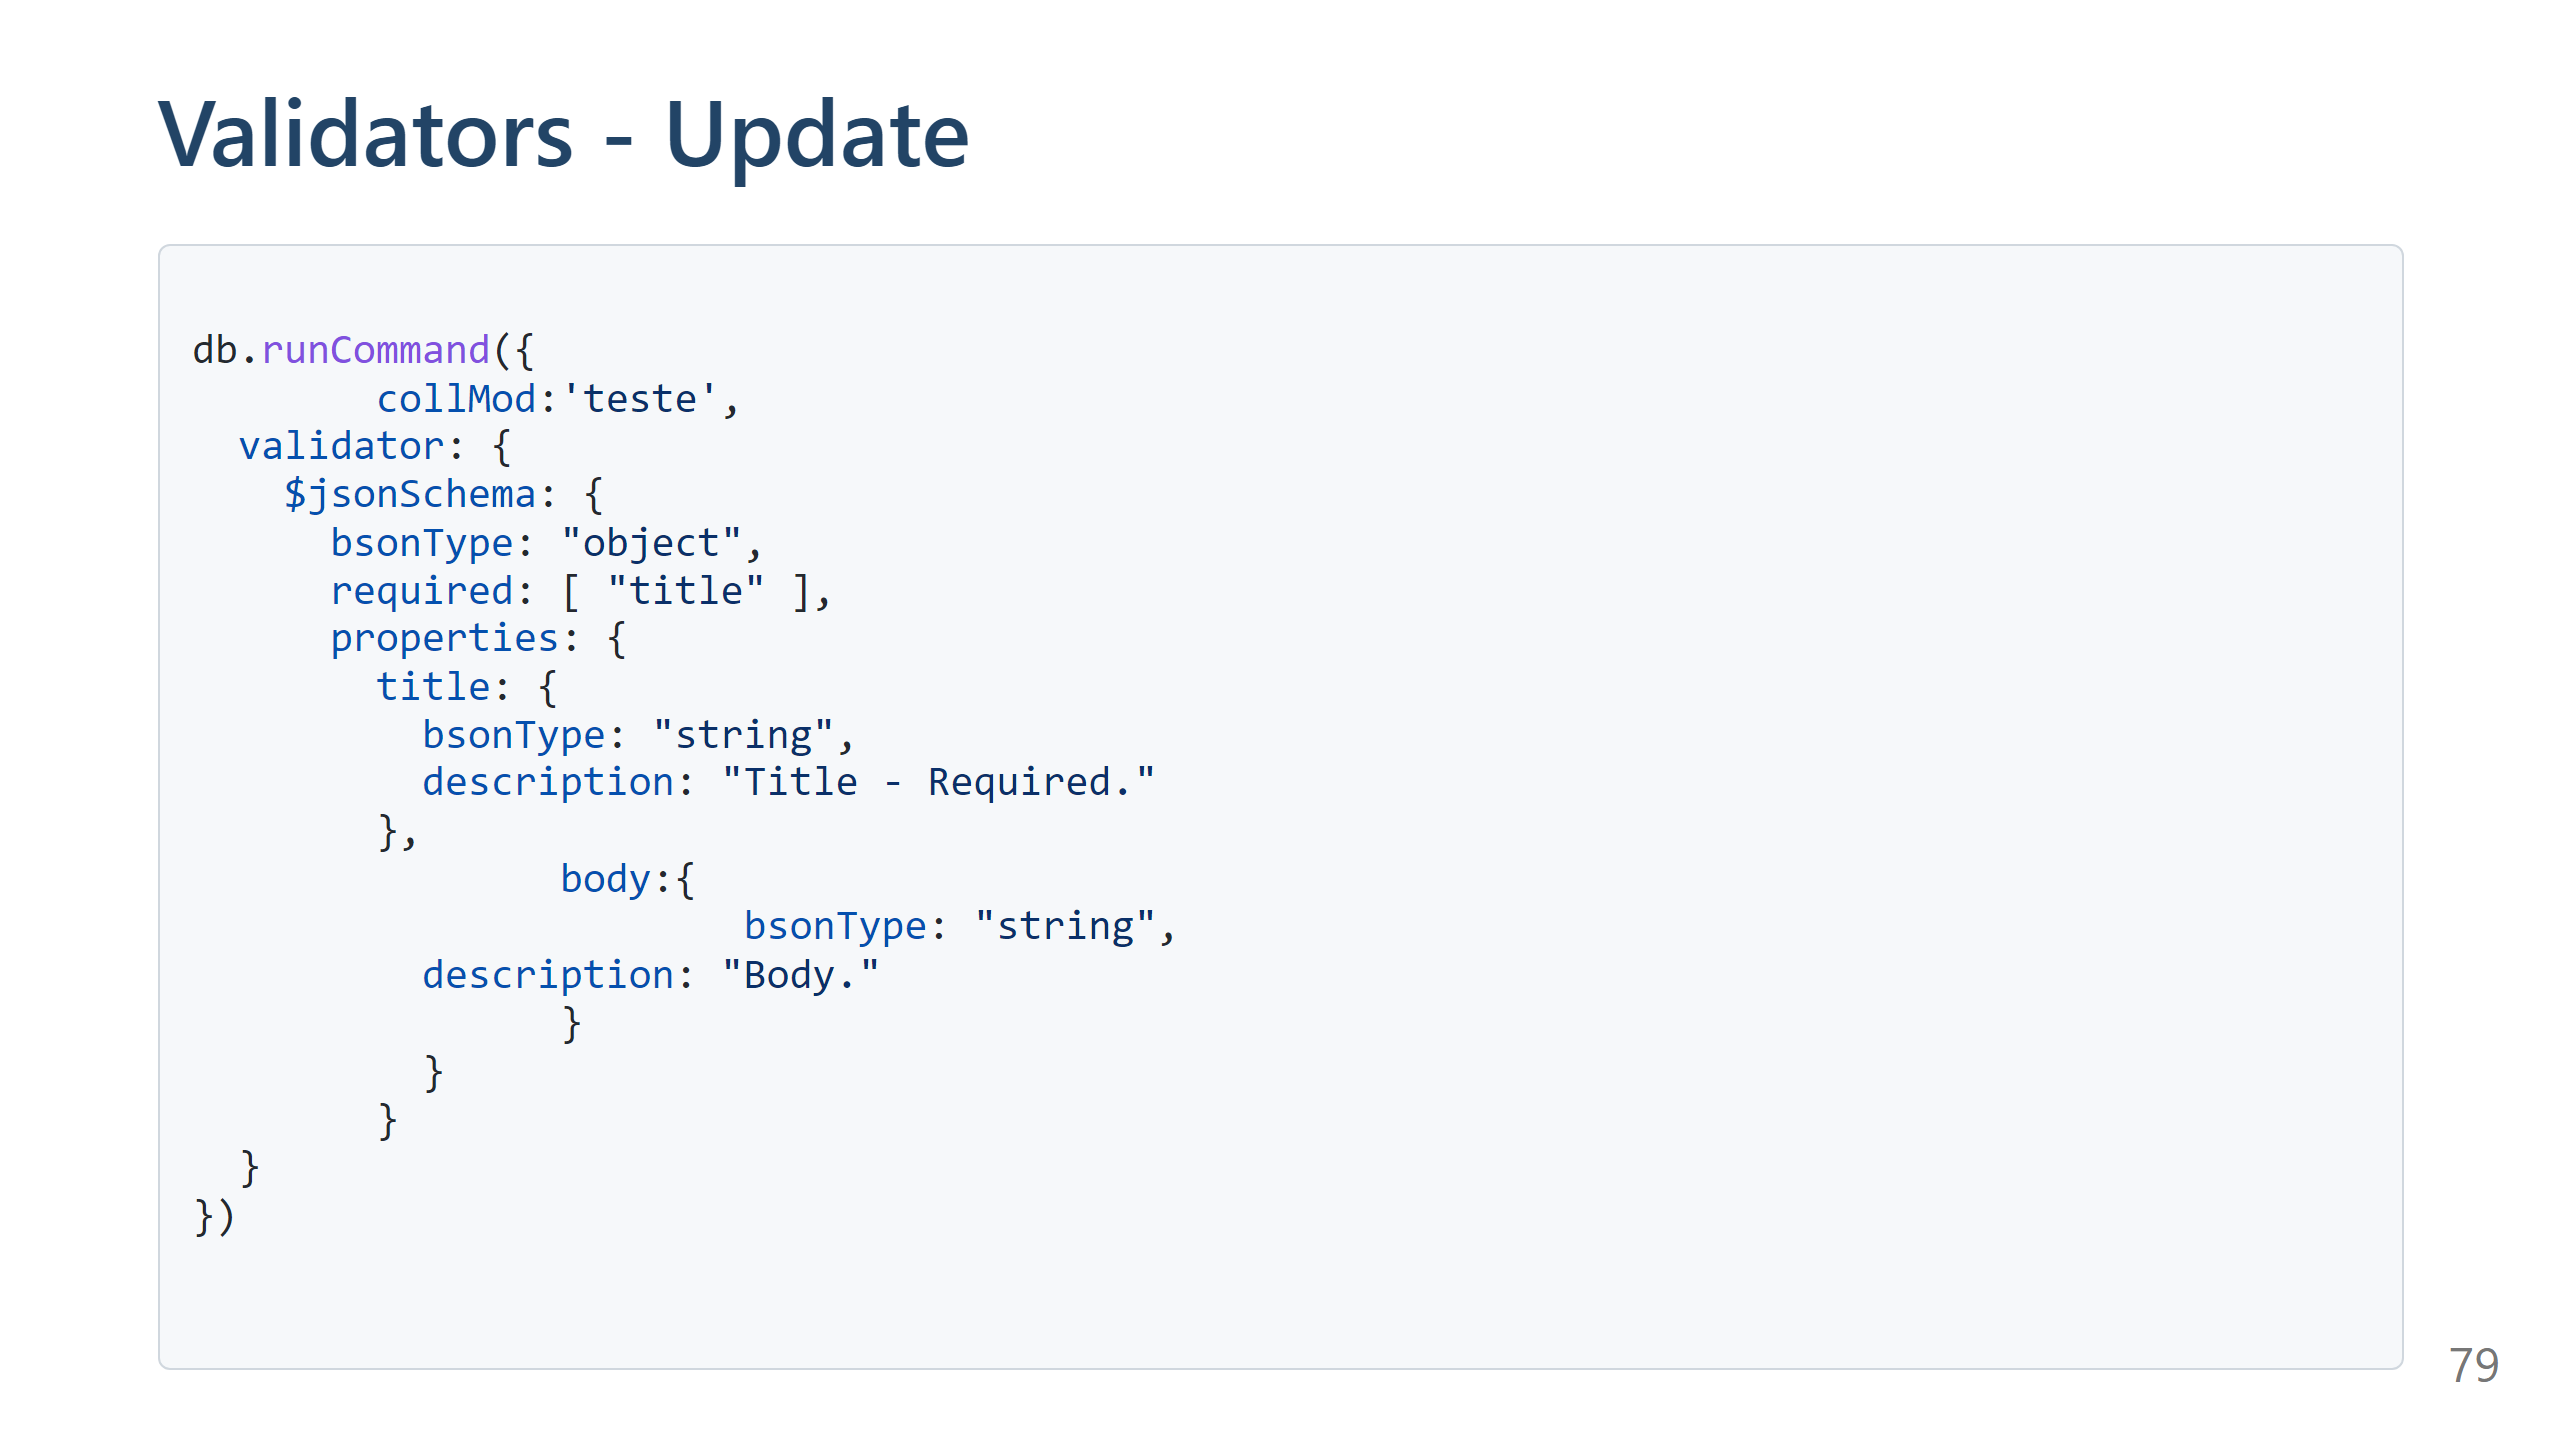 Validators - Update
db.runCommand({
        collMod:'teste',
  validator: {
    $jsonSchema: {
      bsonType: "object",
      required: [ "title" ],
      properties: {
        title: {
          bsonType: "string",
          description: "Title - Required."
        },
                body:{
                        bsonType: "string",
          description: "Body."
                }
          }
        }
  }
})
79